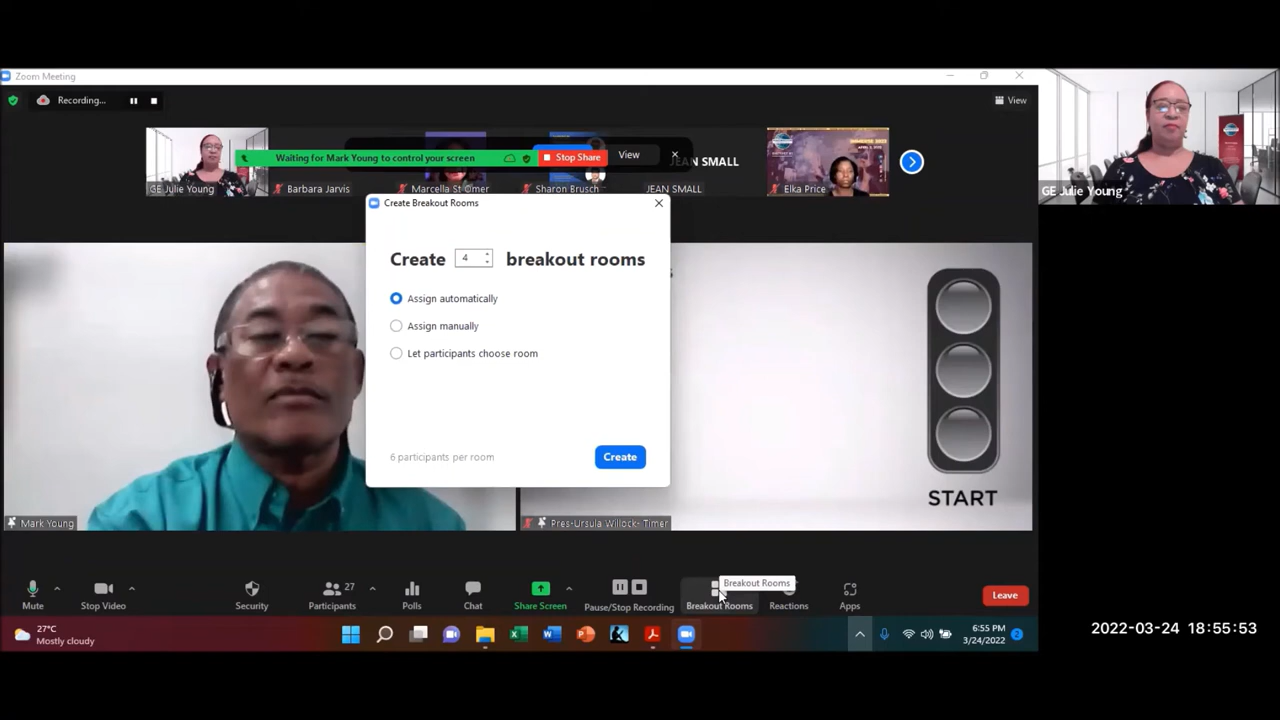 Zoom Meeting
Recording...
View
GE Julie Young
Waiting for Mark Young to control your screen
Stop Share
View
Barbara Jarvis
Marcella St Omer
Sharon Brusch
JEAN SMALL
JEAN SMALL
Elka Price
GE Julie Young
Create Breakout Rooms
Create 4 breakout rooms
Assign automatically
Assign manually
Let participants choose room
6 participants per room
Create
START
Mark Young
Pres-Ursula Willock- Timer
Breakout Rooms
Mute
Stop Video
Security
27
Participants
Polls
Chat
Share Screen
Pause/Stop Recording
Breakout Rooms
Reactions
Apps
Leave
27°C
Mostly cloudy
6:55 PM
3/24/2022
2
2022-03-24 18:55:53